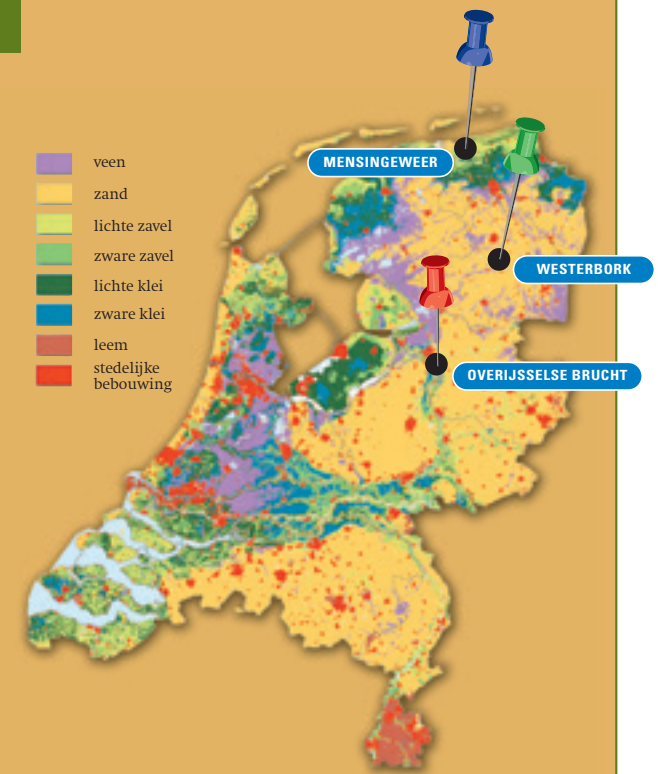 MENSINGEWEER
veen
zand
lichte zavel
zware zavel
lichte klei
zware klei
leem
stedelijke
bebouwing
WESTERBORK
OVERIJSSELSE BRUCHT